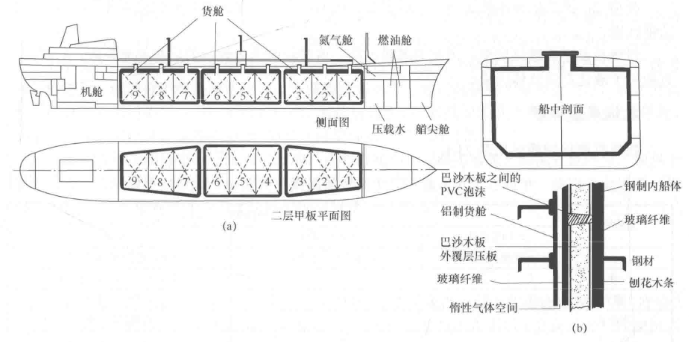 货舱
氮气舱
燃油舱
机舱
9 8 7 6 5 4 3 2 1
侧面图
压载水
艏尖舱
9 8 7 6 5 4 3 2 1
二层甲板平面图
(a)
船中剖面
巴沙木板之间的
PVC泡沫
铝制货舱
巴沙木板
外覆层压板
玻璃纤维
惰性气体空间
钢制内船体
玻璃纤维
钢材
刨花木条
(b)